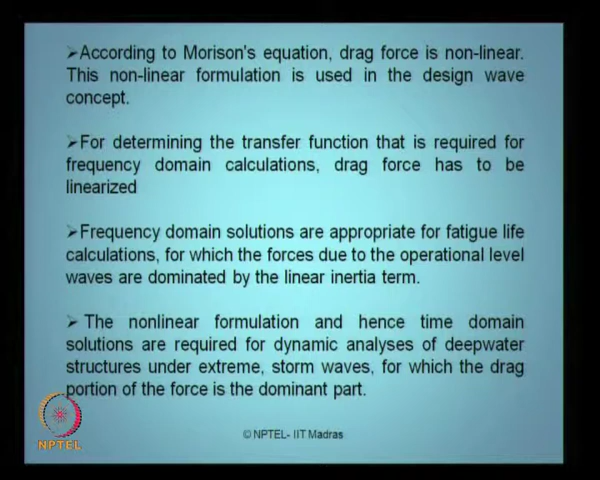 ➢According to Morison's equation, drag force is non-linear.
This non-linear formulation is used in the design wave
concept.
➢For determining the transfer function that is required for
frequency domain calculations, drag force has to be
linearized
➢Frequency domain solutions are appropriate for fatigue life
calculations, for which the forces due to the operational level
waves are dominated by the linear inertia term.
➢ The nonlinear formulation and hence time domain
solutions are required for dynamic analyses of deepwater
structures under extreme, storm waves, for which the drag
portion of the force is the dominant part.
NPTEL
© NPTEL- IIT Madras